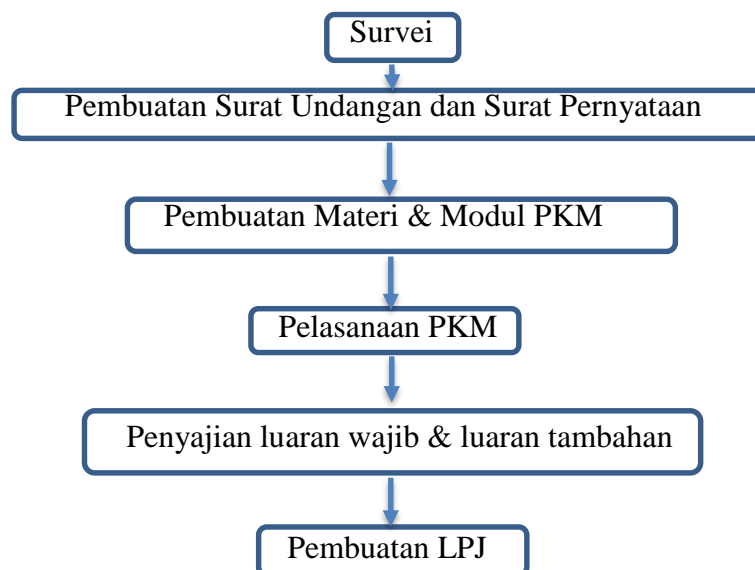 Survei
Pembuatan Surat Undangan dan Surat Pernyataan
Pembuatan Materi & Modul PKM
Pelasanaan PKM
Penyajian luaran wajib & luaran tambahan
Pembuatan LPJ